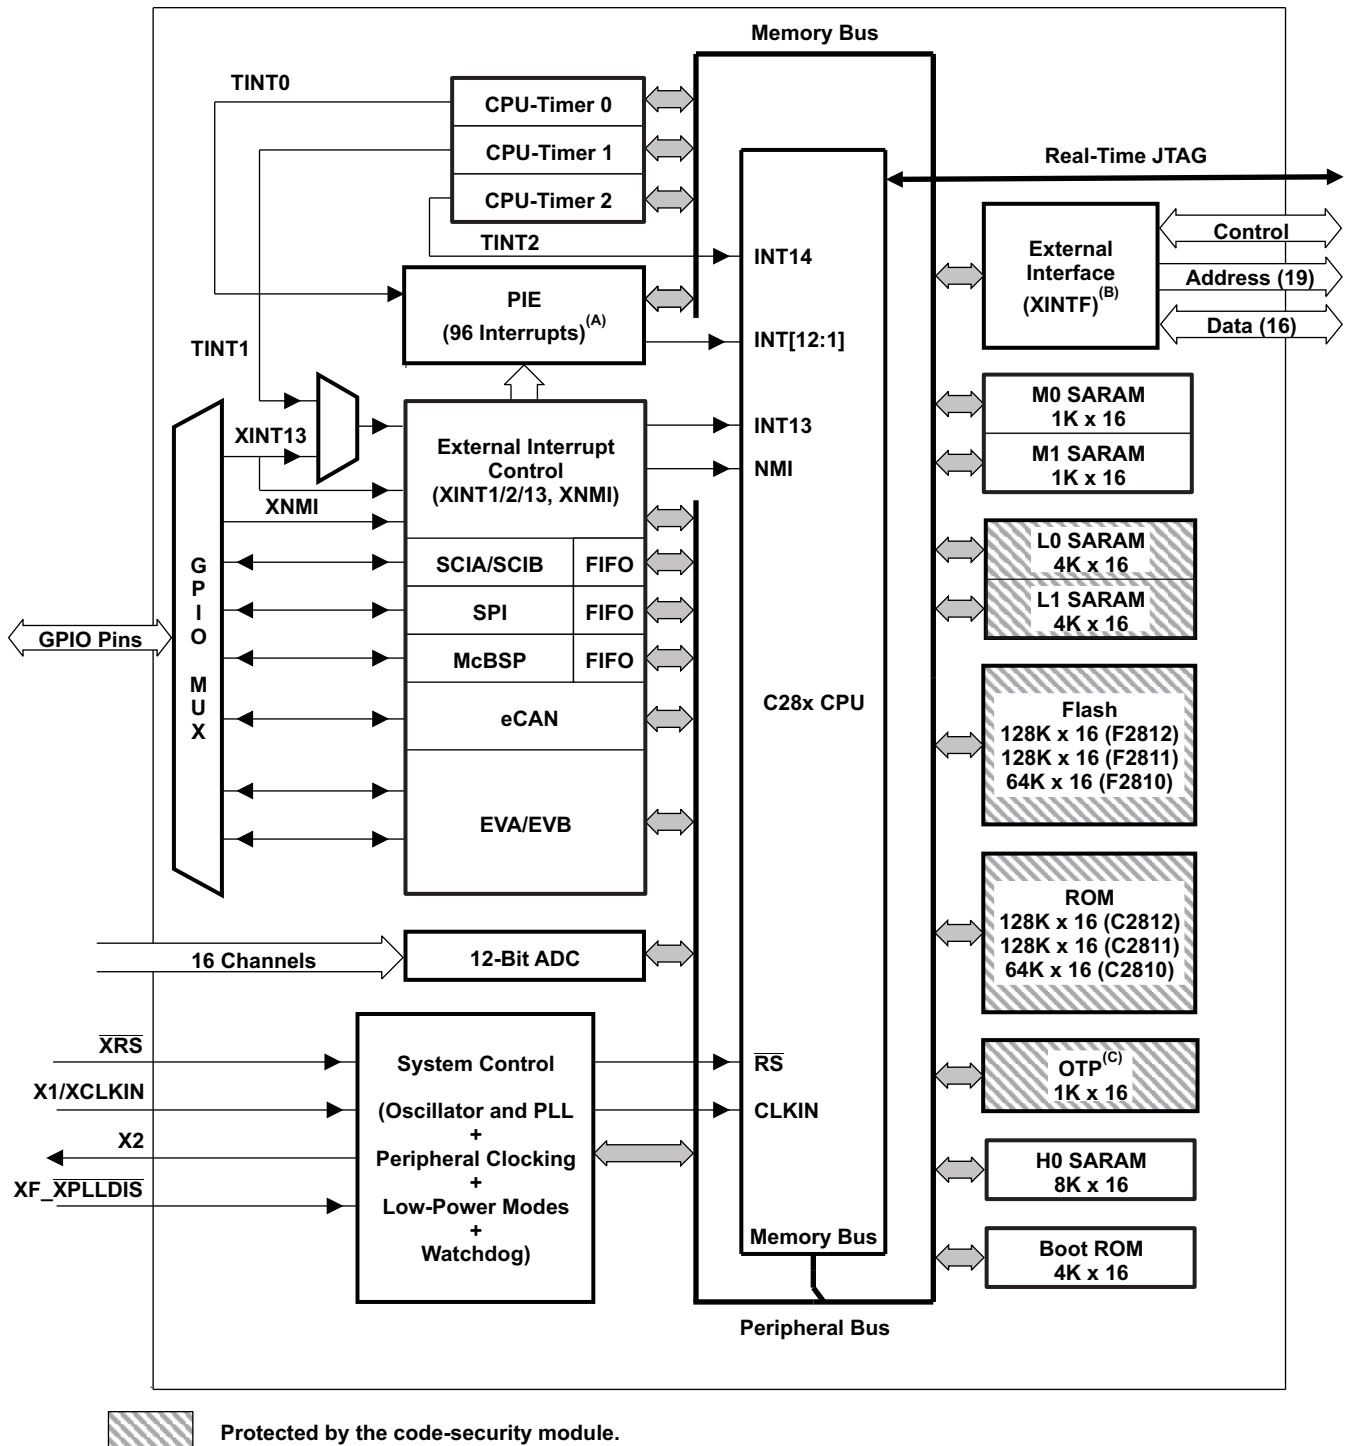 Memory Bus
TINT0
CPU-Timer 0
CPU-Timer 1
CPU-Timer 2
Real-Time JTAG
TINT2
INT14
External
Interface
(XINTF)(B)
Control
Address (19)
Data (16)
PIE
(96 Interrupts)(A)
INT[12:1]
TINT1
M0 SARAM
1K x 16
M1 SARAM
1K x 16
XINT13
External Interrupt
Control
(XINT1/2/13, XNMI)
INT13
NMI
XNMI
L0 SARAM
4K x 16
L1 SARAM
4K x 16
GPIO Pins
GPIO MUX
SCIA/SCIB
FIFO
SPI
FIFO
McBSP
FIFO
eCAN
EVA/EVB
C28x CPU
Flash
128K x 16 (F2812)
128K x 16 (F2811)
64K x 16 (F2810)
ROM
128K x 16 (C2812)
128K x 16 (C2811)
64K x 16 (C2810)
16 Channels
12-Bit ADC
XRS
X1/XCLKIN
X2
XF_XPLLDIS
System Control
(Oscillator and PLL
+
Peripheral Clocking
+
Low-Power Modes
+
Watchdog)
RS
CLKIN
OTP(C)
1K x 16
H0 SARAM
8K x 16
Memory Bus
Boot ROM
4K x 16
Peripheral Bus
Protected by the code-security module.